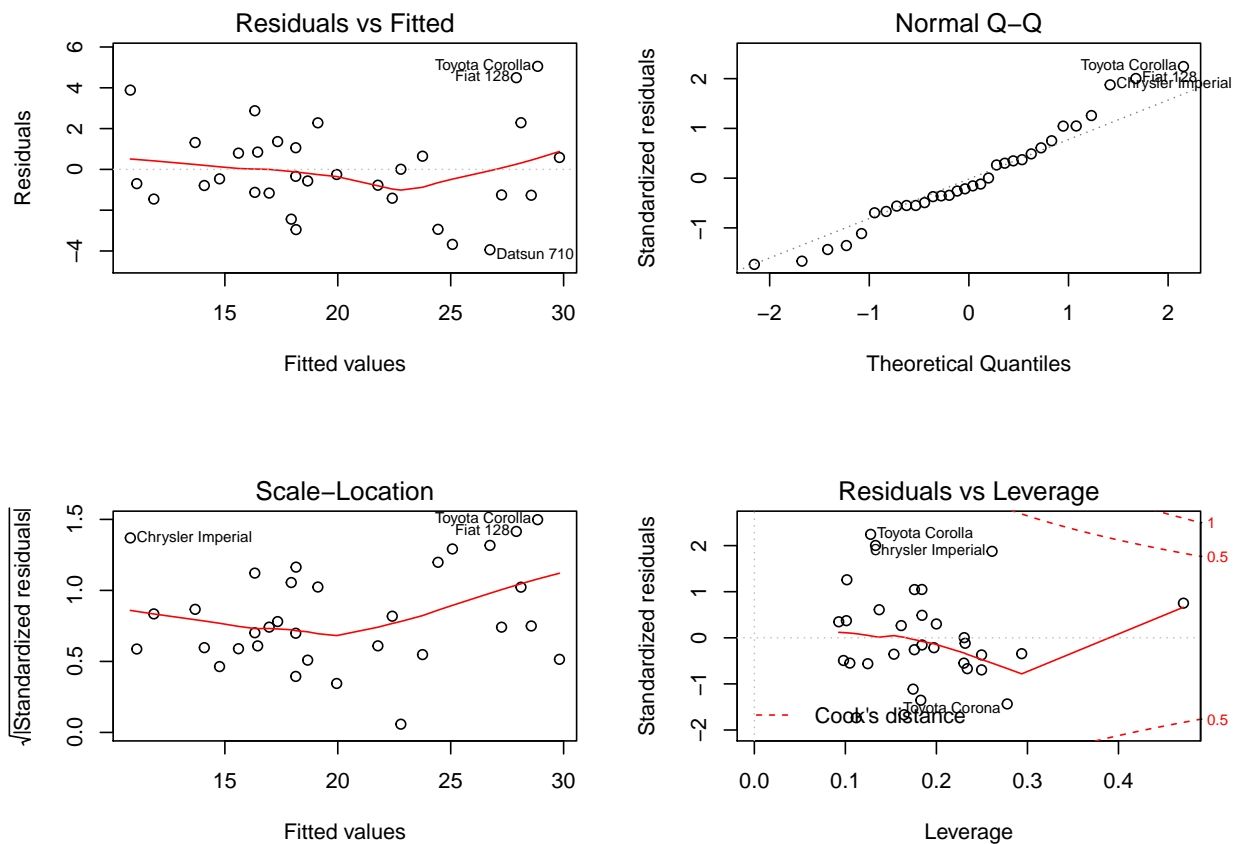 Residuals vs Fitted
Residuals
6
4
2
0
−2
−4
Toyota Corolla
Fiat 128
Datsun 710
15 20 25 30
Fitted values
Normal Q−Q
Standardized residuals
2
1
0
−1
Toyota Corolla
Fiat 128
Chrysler Imperial
−2 −1 0 1 2
Theoretical Quantiles
Scale−Location
√|Standardized residuals|
1.5
1.0
0.5
0.0
Toyota Corolla
Fiat 128
Chrysler Imperial
15 20 25 30
Fitted values
Residuals vs Leverage
Standardized residuals
2
1
0
−1
−2
Toyota Corolla
Chrysler Imperial
Toyota Corona
Cook's distance
1
0.5
0.5
0.0 0.1 0.2 0.3 0.4
Leverage